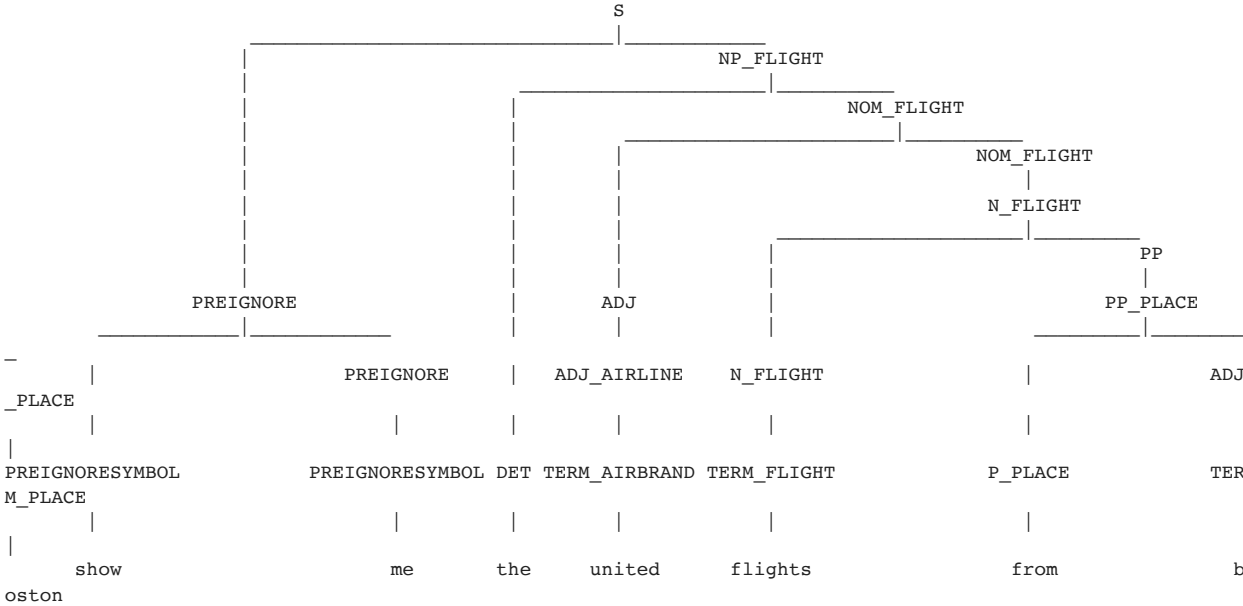 S
NP_FLIGHT
NOM_FLIGHT
NOM_FLIGHT
N_FLIGHT
PP
PREIGNORE ADJ PP_PLACE
PREIGNORE ADJ_AIRLINE N_FLIGHT ADJ
_PLACE
PREIGNORESYMBOL PREIGNORESYMBOL DET TERM_AIRBRAND TERM_FLIGHT P_PLACE TER
M_PLACE
show me the united flights from b
oston